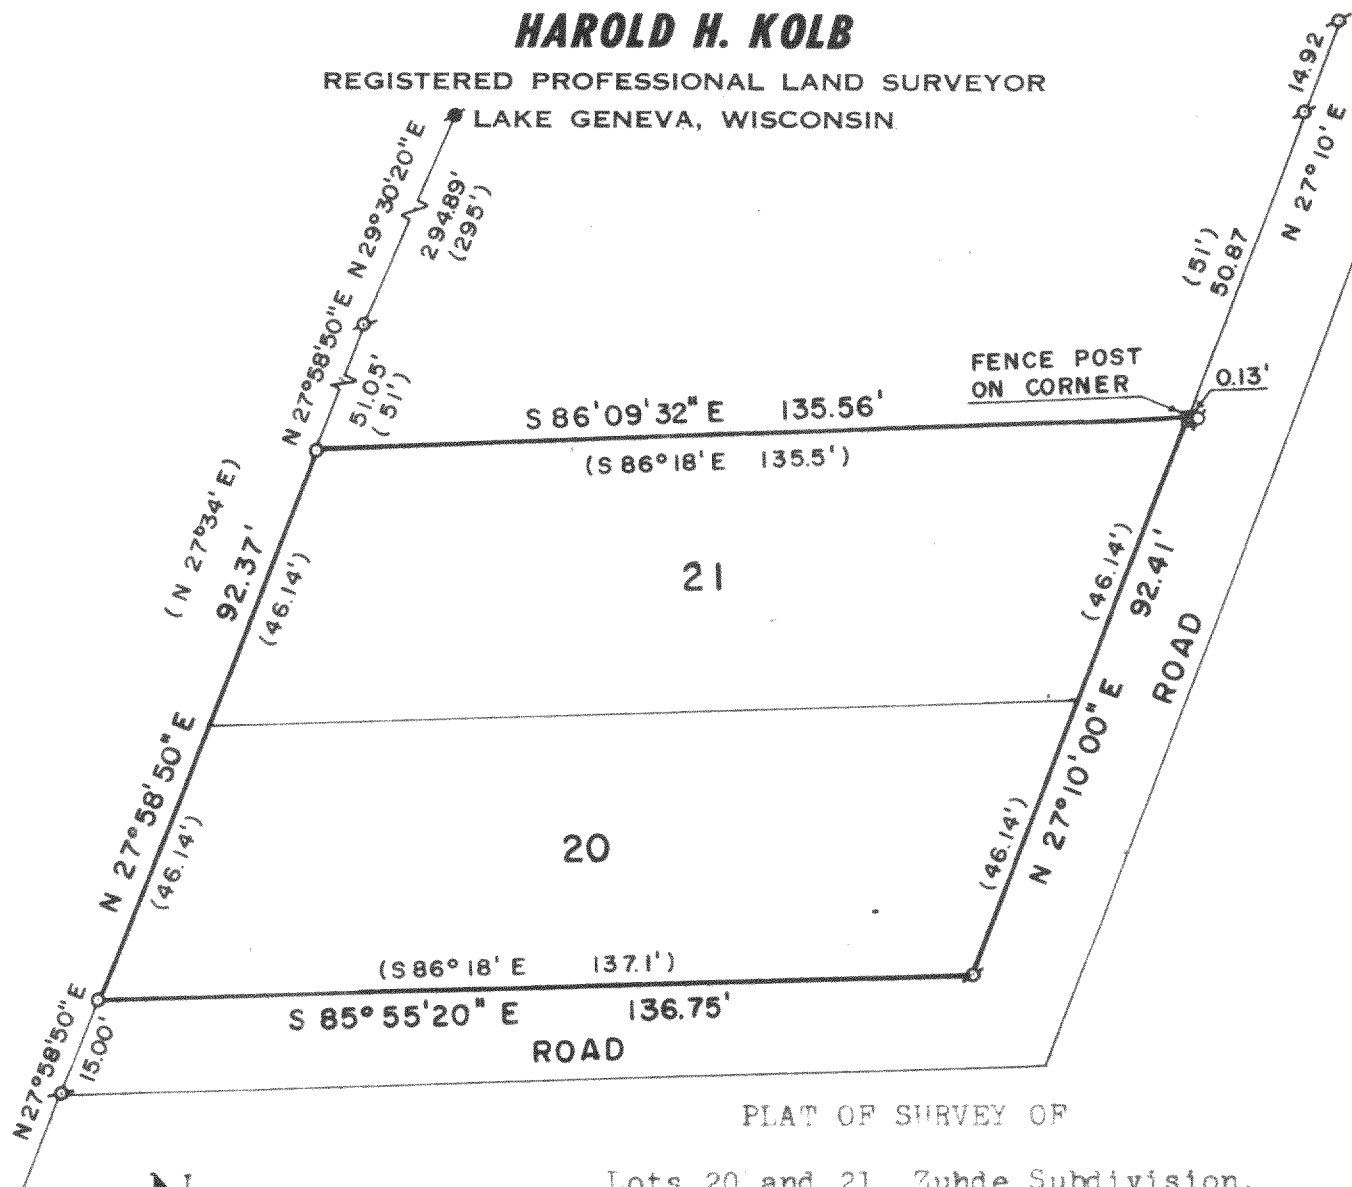 HAROLD H. KOLB
REGISTERED PROFESSIONAL LAND SURVEYOR
LAKE GENEVA, WISCONSIN
14.92
N 27°10' E
(51')
50.87
N 29°30'20" E
294.89'
(295')
N 27°58'50" E
51.05'
(51')
FENCE POST
ON CORNER
0.13'
S 86'09'32" E 135.56'
(S 86°18' E 135.5')
(N 27°34' E)
92.37'
(46.14')
21
(46.14')
92.41'
ROAD
N 27°58'50" E
(46.14')
20
(46.14')
N 27°10'00" E
(S 86°18' E 137.1')
S 85°55'20" E 136.75'
ROAD
N 27°58'50" E
15.00'
PLAT OF SURVEY OF
Lots 20 and 21 Zuhde Subdivision,